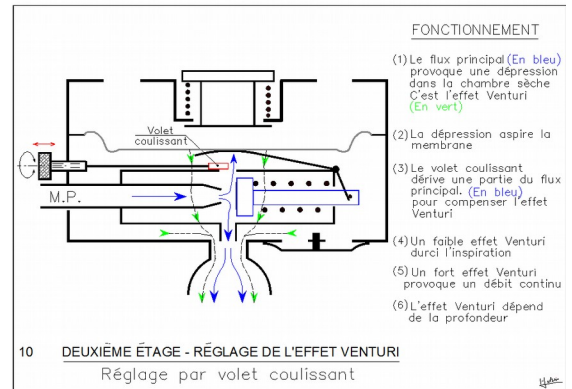 FONCTIONNEMENT
(1) Le flux principal (En bleu)
provoque une dépression
dans la chambre sèche
C'est l'effet Venturi
(En vert)
(2) La dépression aspire la
membrane
(3) Le volet coulissant
dérive une partie du flux
principal. (En bleu)
pour compenser l'effet
Venturi
(4) Un faible effet Venturi
durci l'inspiration
(5) Un fort effet Venturi
provoque un débit continu
(6) L'effet Venturi dépend
de la profondeur
Volet
coulissant
M.P.
10 DEUXIÈME ÉTAGE - RÉGLAGE DE L'EFFET VENTURI
Réglage par volet coulissant